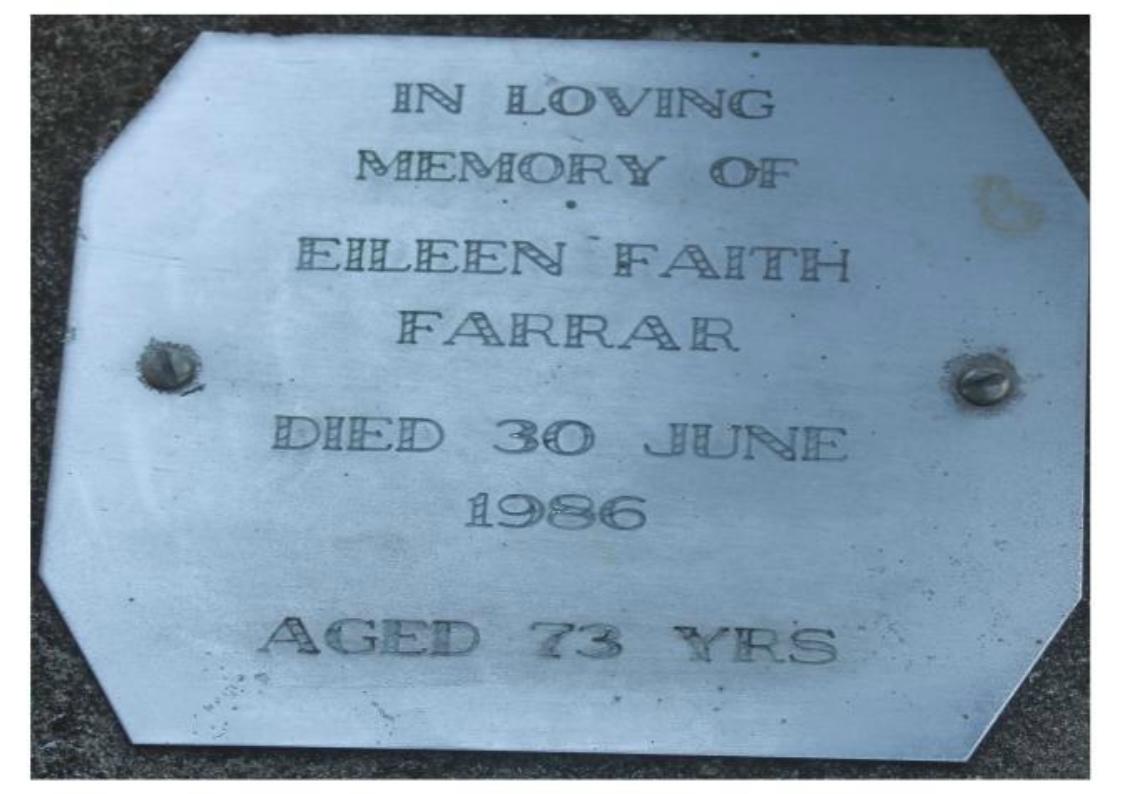 IN LOVING
MEMORY OF
EILEEN FAITH
FARRAR
DIED 30 JUNE
1986
AGED 73 YRS